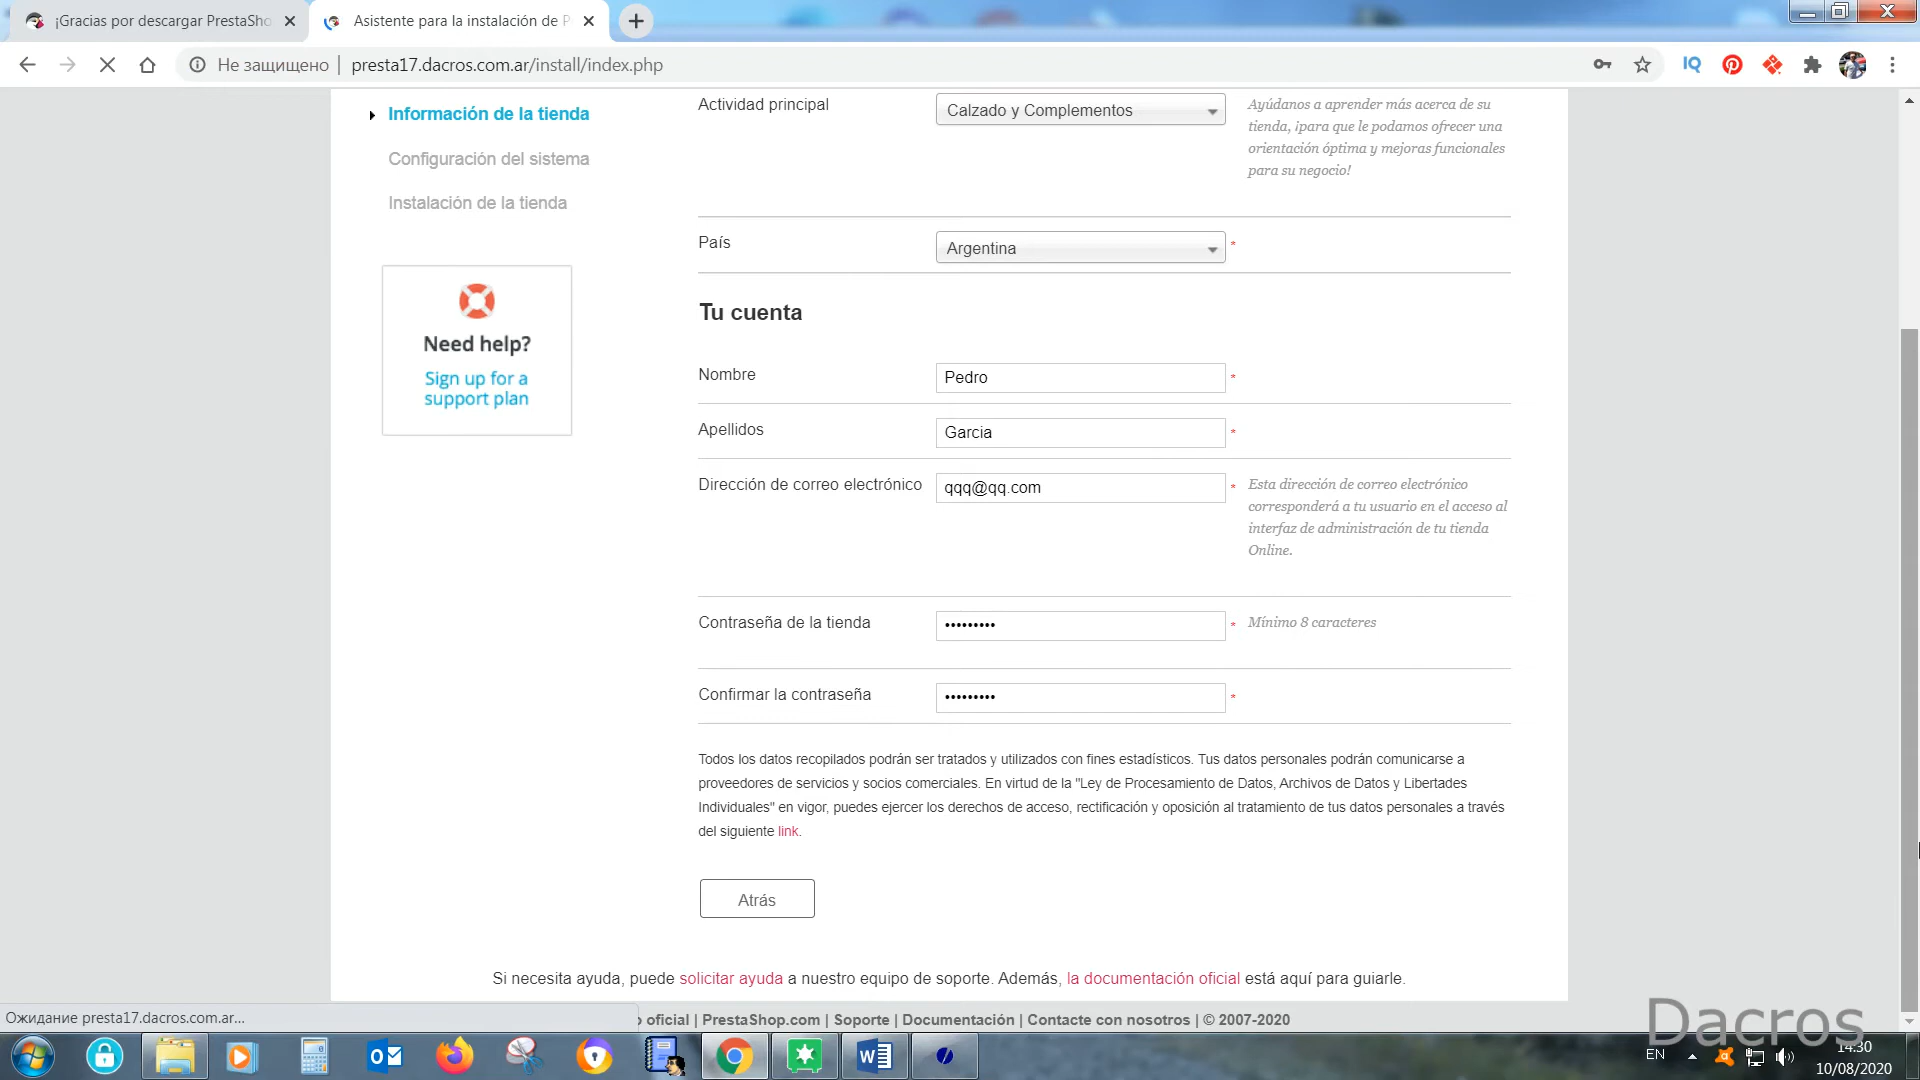 ¡Gracias por descargar PrestaSho
Asistente para la instalación de P
Не защищено
presta17.dacros.com.ar/install/index.php
IQ
Información de la tienda
Configuración del sistema
Instalación de la tienda
Need help?
Sign up for a
support plan
Actividad principal
Calzado y Complementos
Ayúdanos a aprender más acerca de su
tienda, ¡para que le podamos ofrecer una
orientación óptima y mejoras funcionales
para su negocio!
País
Argentina
*
Tu cuenta
Nombre
Pedro
*
Apellidos
Garcia
*
Dirección de correo electrónico
qqq@qq.com
*
Esta dirección de correo electrónico
corresponderá a tu usuario en el acceso al
interfaz de administración de tu tienda
Online.
Contraseña de la tienda
•••••••••
*
Mínimo 8 caracteres
Confirmar la contraseña
•••••••••
*
Todos los datos recopilados podrán ser tratados y utilizados con fines estadísticos. Tus datos personales podrán comunicarse a
proveedores de servicios y socios comerciales. En virtud de la "Ley de Procesamiento de Datos, Archivos de Datos y Libertades
Individuales" en vigor, puedes ejercer los derechos de acceso, rectificación y oposición al tratamiento de tus datos personales a través
del siguiente link.
Atrás
Si necesita ayuda, puede solicitar ayuda a nuestro equipo de soporte. Además, la documentación oficial está aquí para guiarle.
Ожидание presta17.dacros.com.ar...
oficial | PrestaShop.com | Soporte | Documentación | Contacte con nosotros | © 2007-2020
Dacros
EN
14:30
10/08/2020